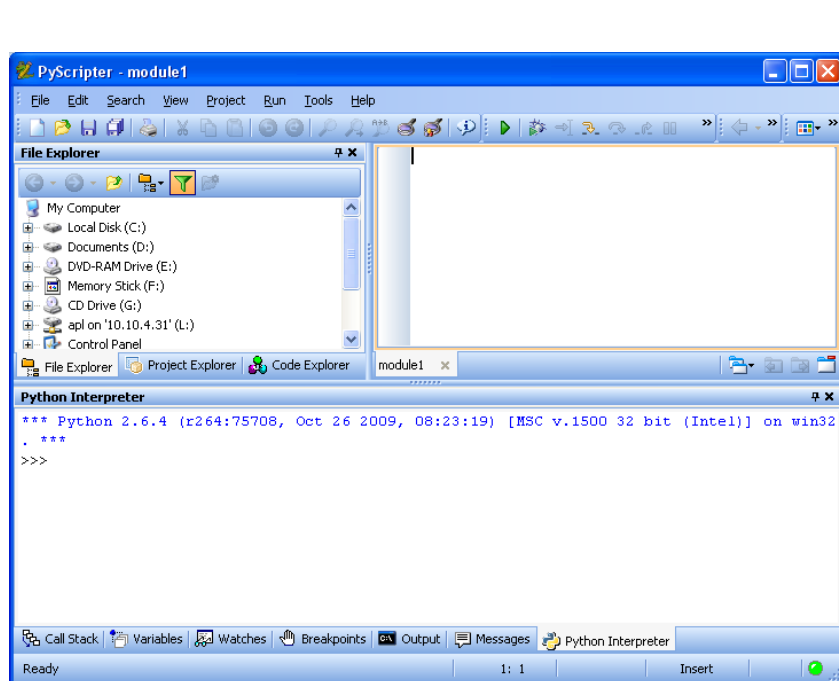 PyScripter - module1
File Edit Search View Project Run Tools Help
File Explorer
My Computer
Local Disk (C:)
Documents (D:)
DVD-RAM Drive (E:)
Memory Stick (F:)
CD Drive (G:)
apl on '10.10.4.31' (L:)
Control Panel
File Explorer Project Explorer Code Explorer
module1
Python Interpreter
*** Python 2.6.4 (r264:75708, Oct 26 2009, 08:23:19) [MSC v.1500 32 bit (Intel)] on win32
. ***
>>>
Call Stack Variables Watches Breakpoints Output Messages Python Interpreter
Ready 1: 1 Insert